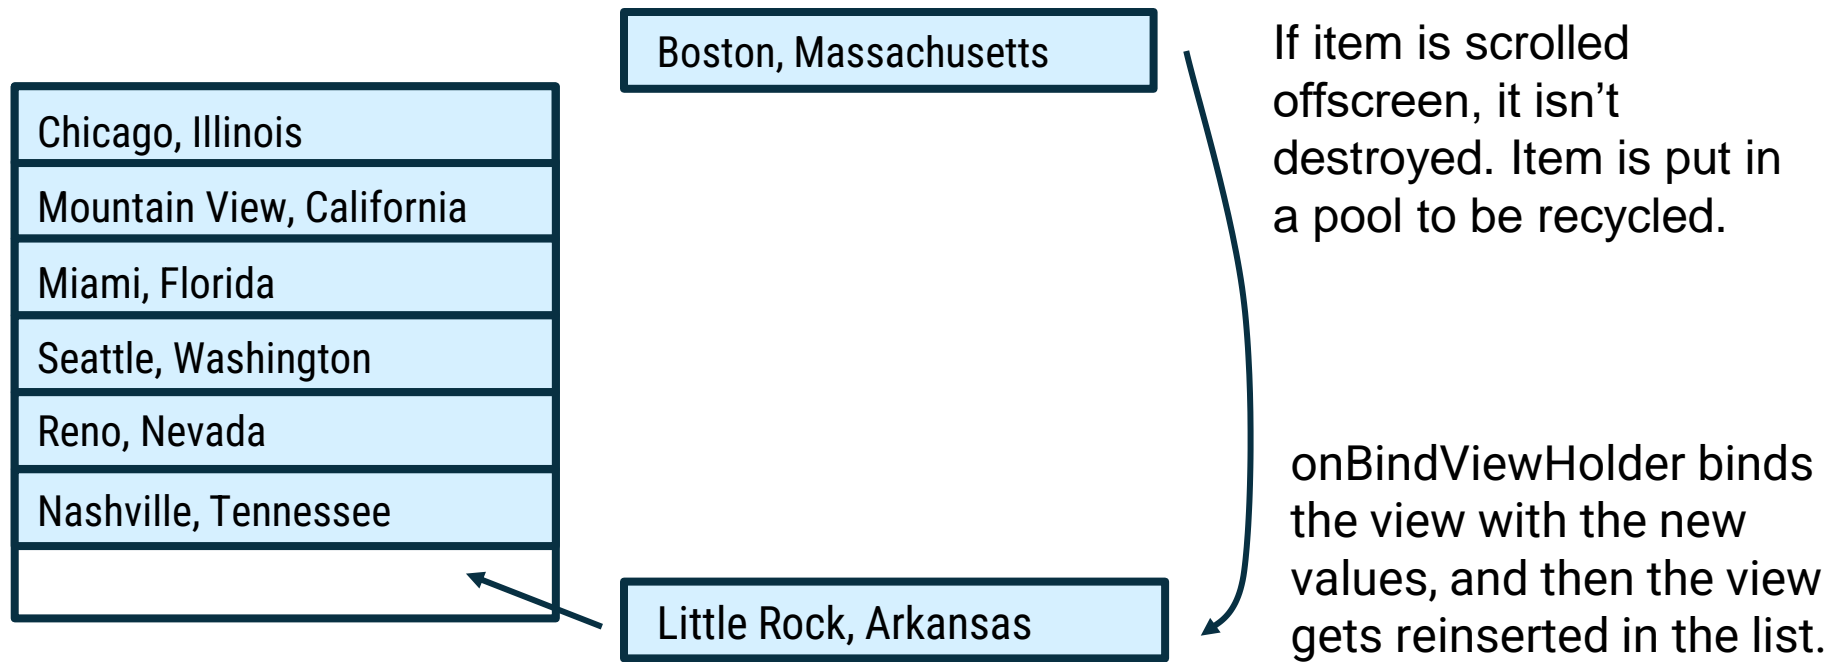 Boston, Massachusetts
If item is scrolled
offscreen, it isn’t
destroyed. Item is put in
a pool to be recycled.
Chicago, Illinois
Mountain View, California
Miami, Florida
Seattle, Washington
Reno, Nevada
Nashville, Tennessee
Little Rock, Arkansas
onBindViewHolder binds
the view with the new
values, and then the view
gets reinserted in the list.